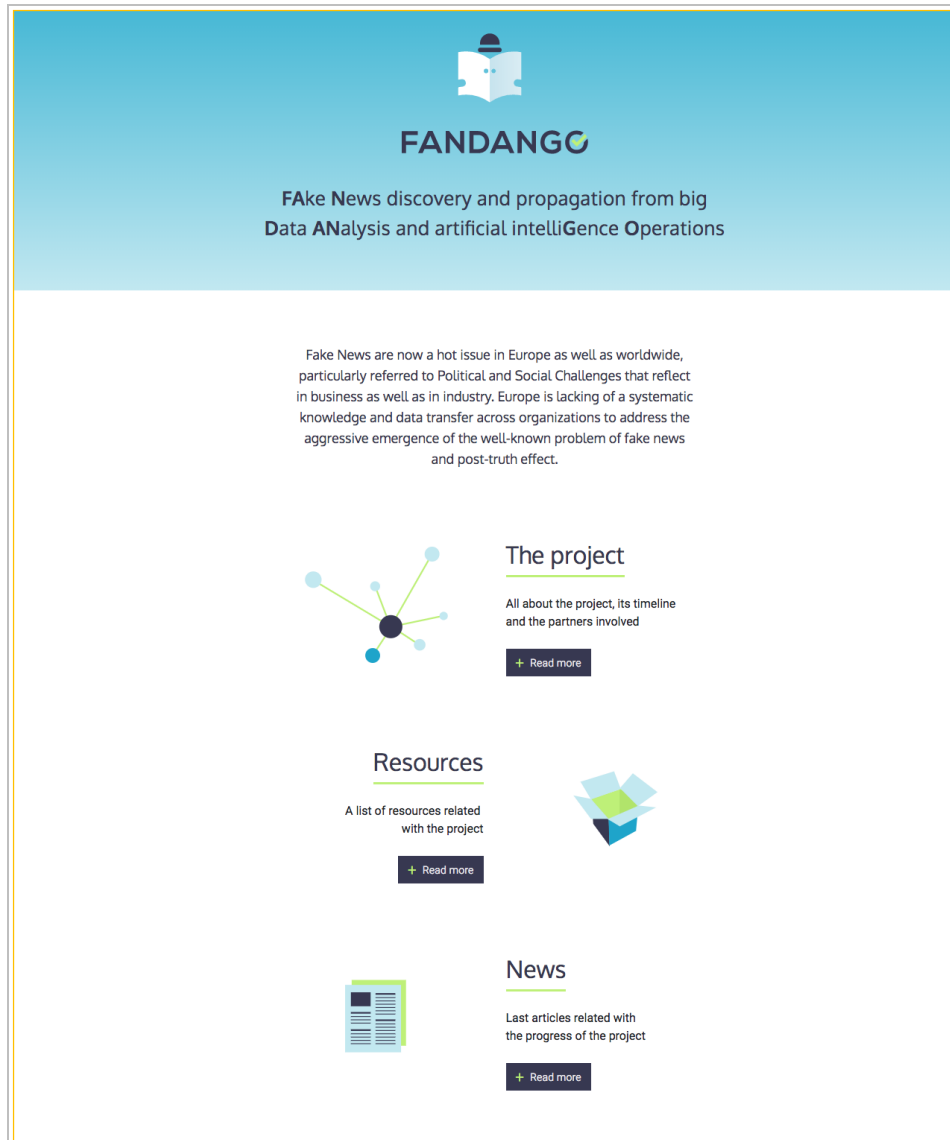 FANDANGO
FAke News discovery and propagation from big
Data ANalysis and artificial intelliGence Operations
Fake News are now a hot issue in Europe as well as worldwide,
particularly referred to Political and Social Challenges that reflect
in business as well as in industry. Europe is lacking of a systematic
knowledge and data transfer across organizations to address the
aggressive emergence of the well-known problem of fake news
and post-truth effect.
The project
All about the project, its timeline
and the partners involved
+ Read more
Resources
A list of resources related
with the project
+ Read more
News
Last articles related with
the progress of the project
+ Read more